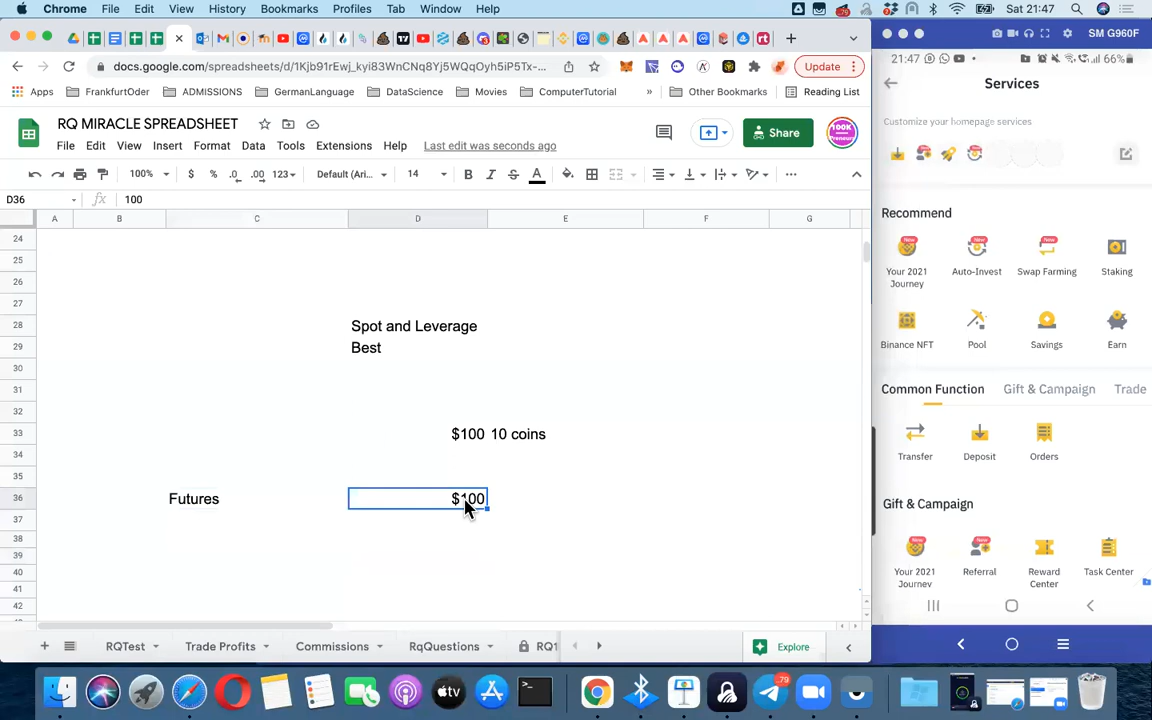 Chrome File Edit View History Bookmarks Profiles Tab Window Help Sat 21:47
docs.google.com/spreadsheets/d/1Kjb91rEwj_kyi83WnCNq8Yj5WQqOyh5iP5Tx-... Update
Apps FrankfurtOder ADMISSIONS GermanLanguage DataScience Movies ComputerTutorial » Other Bookmarks Reading List
RQ MIRACLE SPREADSHEET
File Edit View Insert Format Data Tools Extensions Help Last edit was seconds ago
Share
100% $ % .0 .00 123 Default (Ari... 14 B I S A
D36 fx 100
A B C D E F G
24
25
26
27
28 Spot and Leverage
29 Best
30
31
32
33 $100 10 coins
34
35
36 Futures $100
37
38
39
40
41
42
RQTest Trade Profits Commissions RqQuestions RQ1 Explore
79
SM G960F
21:47 66%
Services
Customize your homepage services
Recommend
New New New
Your 2021 Journey Auto-Invest Swap Farming Staking
Binance NFT Pool Savings Earn
Common Function Gift & Campaign Trade
Transfer Deposit Orders
Gift & Campaign
New New
Your 2021 Journey Referral Reward Center Task Center